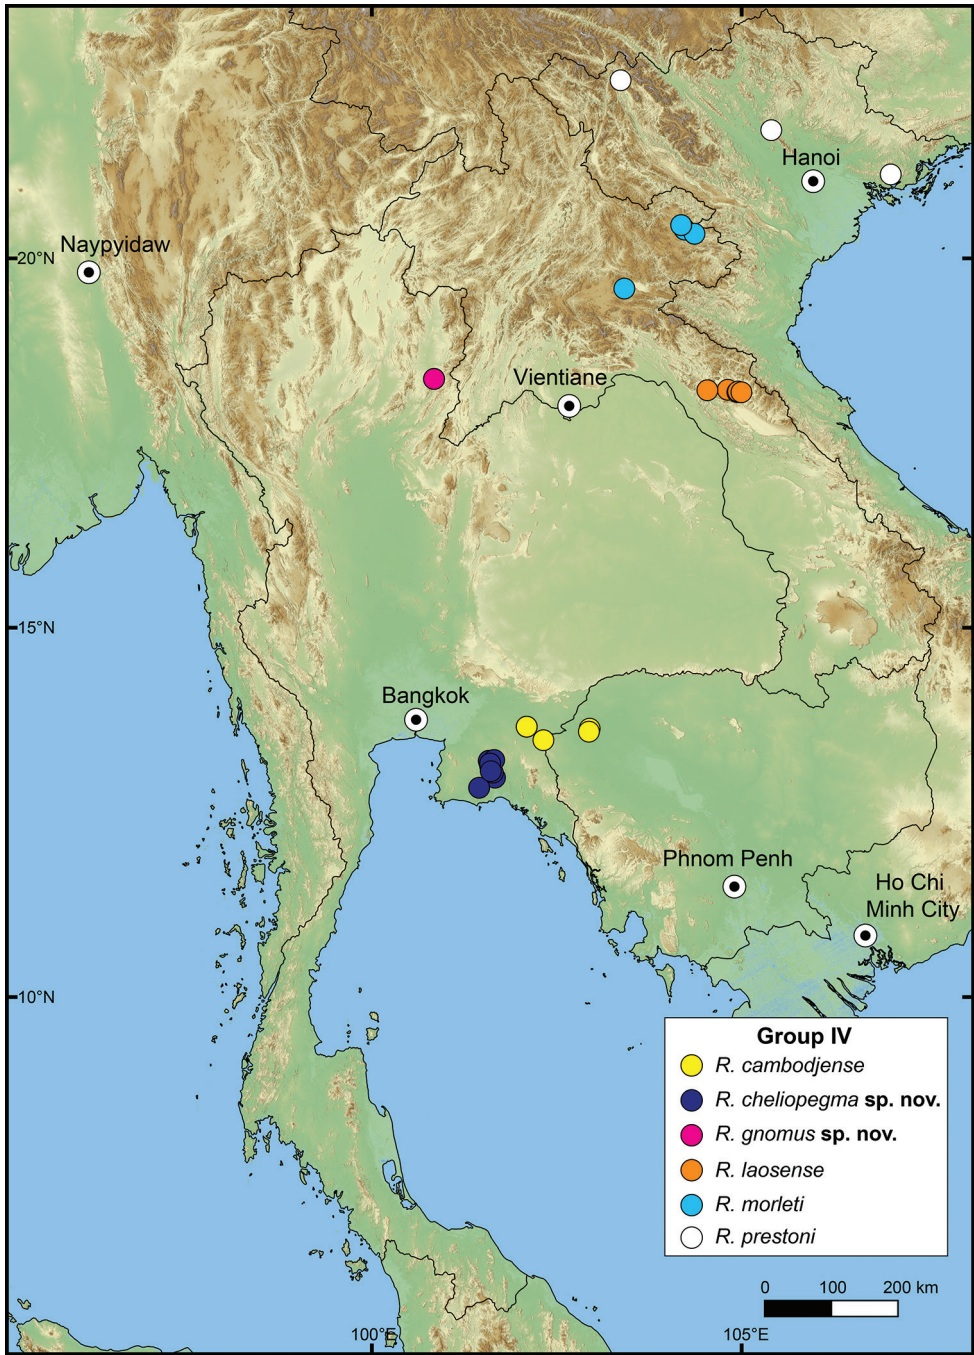 Hanoi
Naypyidaw
20°N
Vientiane
15°N
Bangkok
Phnom Penh
Ho Chi
Minh City
10°N
Group IV
R. cambodjense
R. cheliopegma sp. nov.
R. gnomus sp. nov.
R. laosense
R. morleti
R. prestoni
0 100 200 km
100°E 105°E